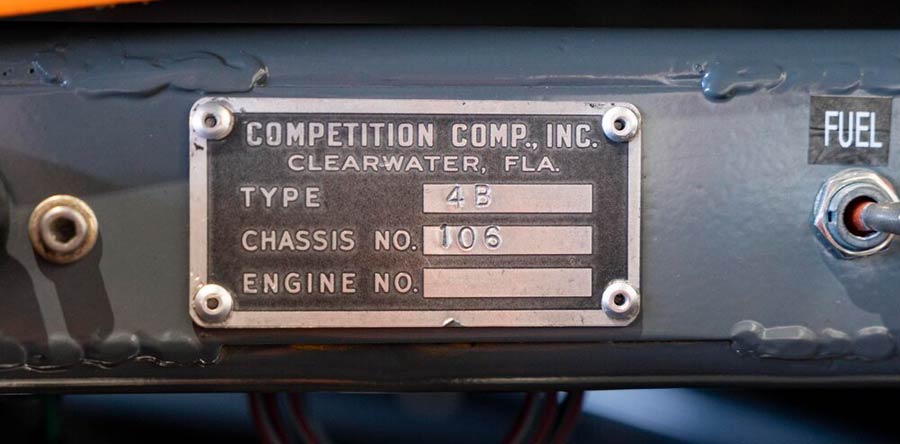 COMPETITION COMP., INC.
CLEARWATER, FLA.
TYPE 4B
CHASSIS NO. 106
ENGINE NO.
FUEL